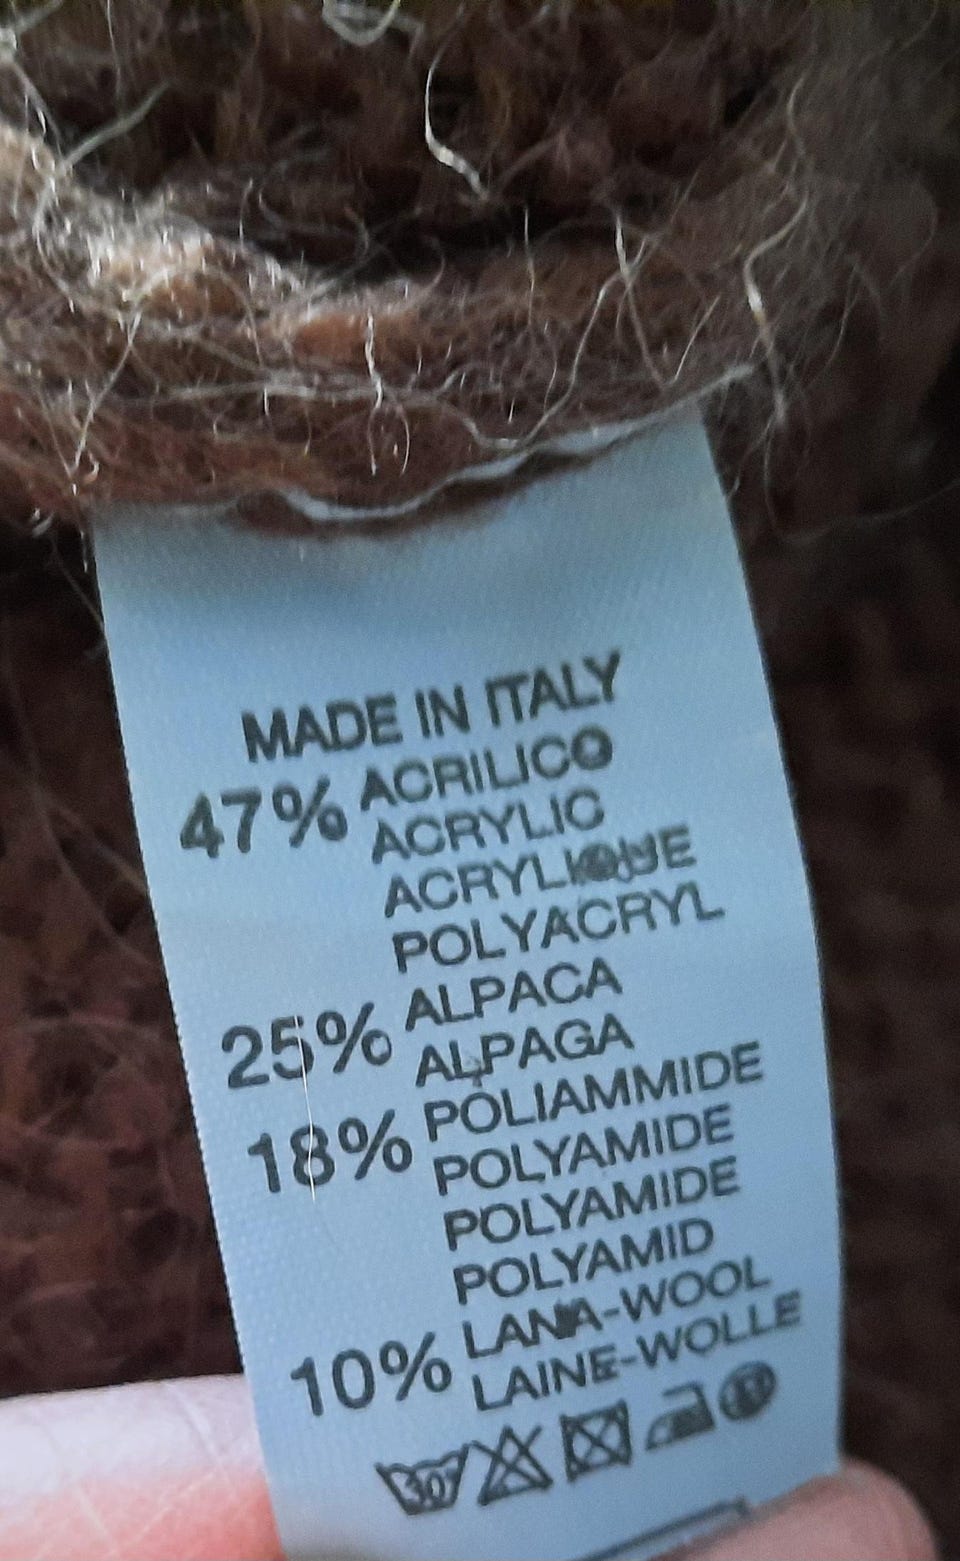 MADE IN ITALY
47% ACRILICO
ACRYLIC
ACRYLIQUE
POLYACRYL
25% ALPACA
ALPAGA
18% POLIAMMIDE
POLYAMIDE
POLYAMIDE
POLYAMID
10% LANA-WOOL
LAINE-WOLLE
30